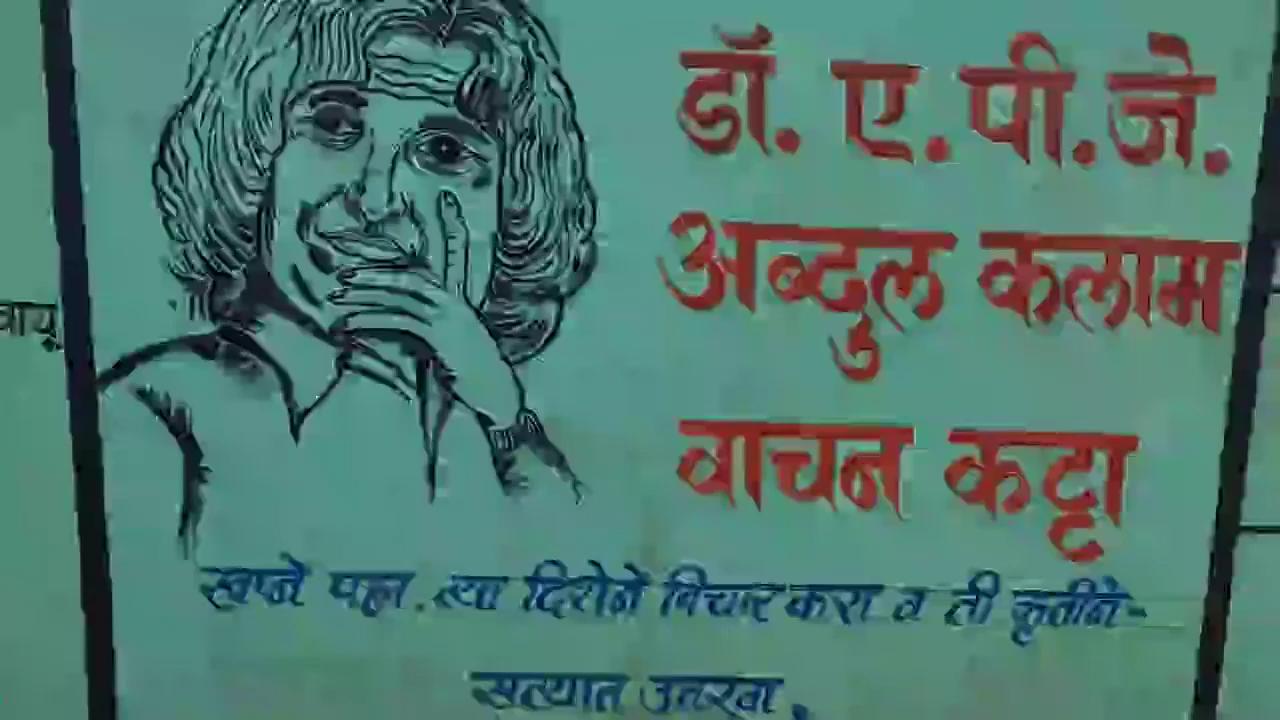 डॉ. ए. पी. जे.
अब्दुल कलाम
वाचन कट्टा
स्वप्ने पहा. त्या दिशेने विचार करा व ती कृतीने-
सत्यात उतरवा.
वायू